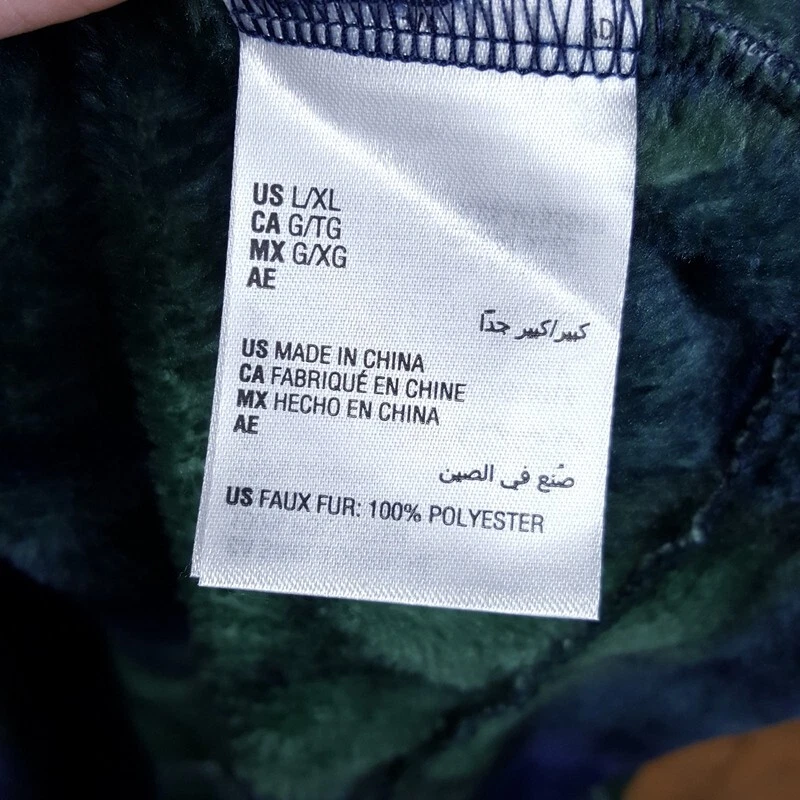 US L/XL
CA G/TG
MX G/XG
AE
كبير/كبير جدًا
US MADE IN CHINA
CA FABRIQUÉ EN CHINE
MX HECHO EN CHINA
AE
صُنع في الصين
US FAUX FUR: 100% POLYESTER